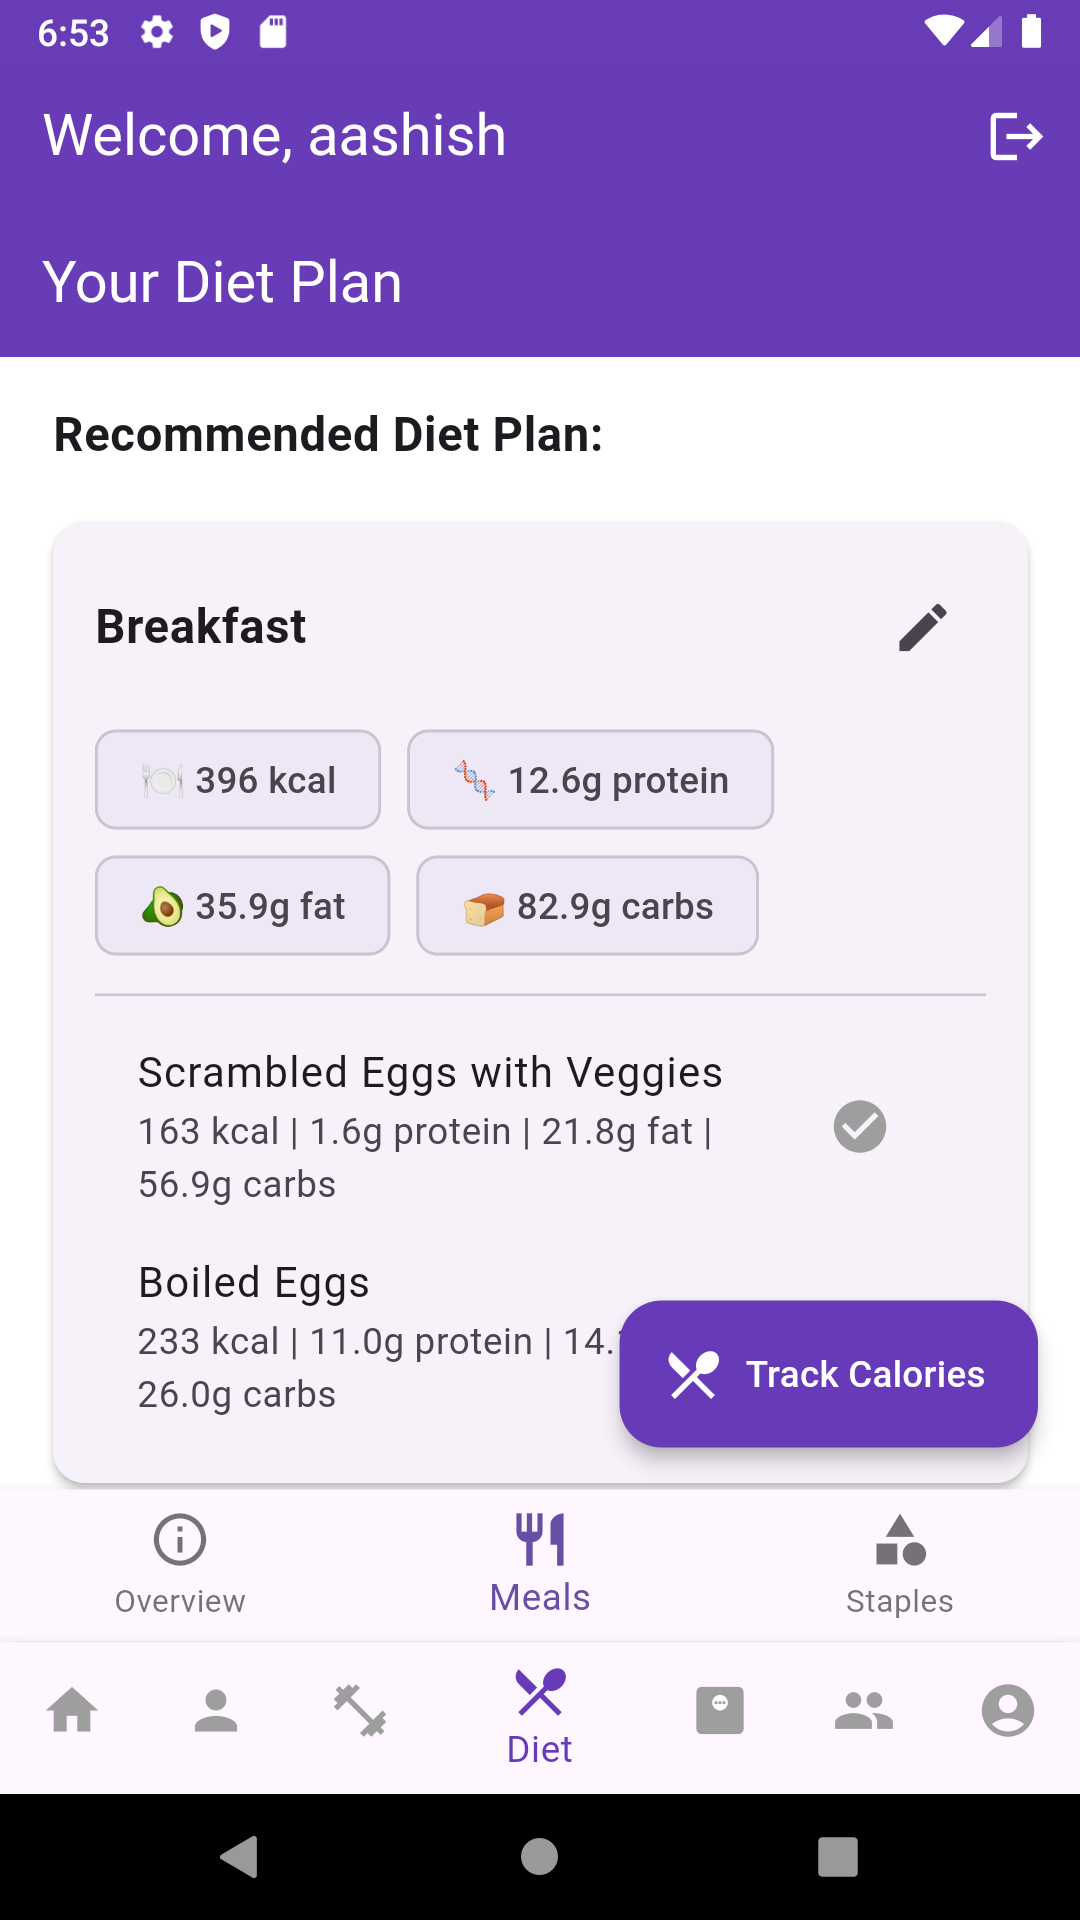 6:53
Welcome, aashish
Your Diet Plan
Recommended Diet Plan:
Breakfast
396 kcal
12.6g protein
35.9g fat
82.9g carbs
Scrambled Eggs with Veggies
163 kcal | 1.6g protein | 21.8g fat |
56.9g carbs
Boiled Eggs
233 kcal | 11.0g protein | 14.
26.0g carbs
Track Calories
Overview
Meals
Staples
Diet